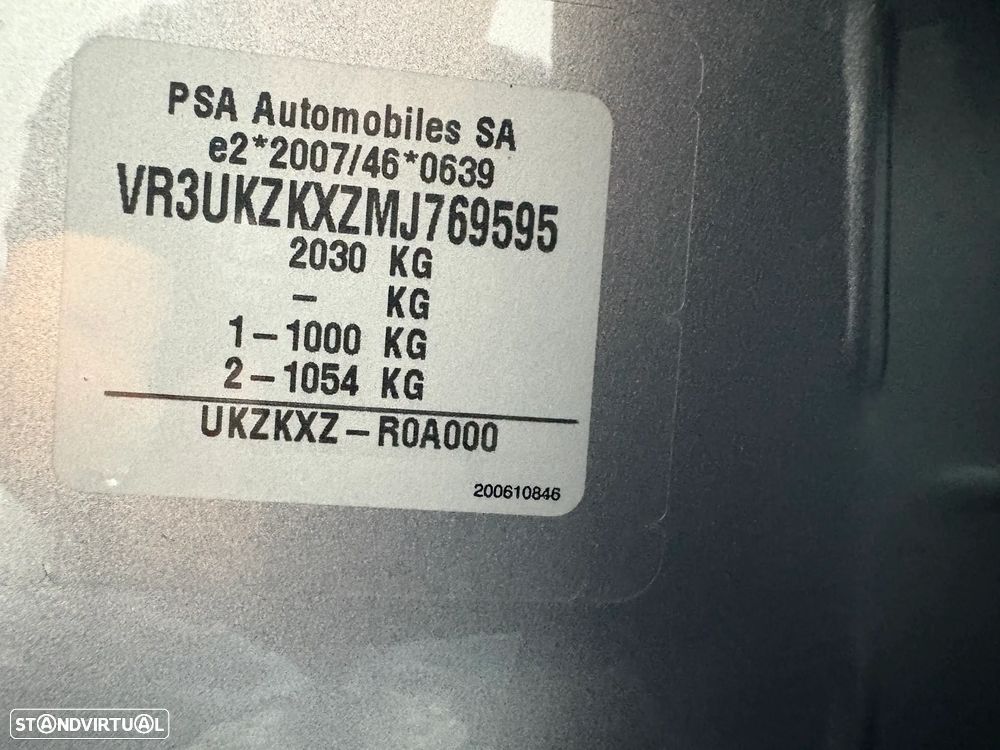 PSA Automobiles SA
e2*2007/46*0639
VR3UKZKXZMJ769595
2030 KG
- KG
1-1000 KG
2-1054 KG
UKZKXZ-R0A000
200610846
STANDVIRTUAL